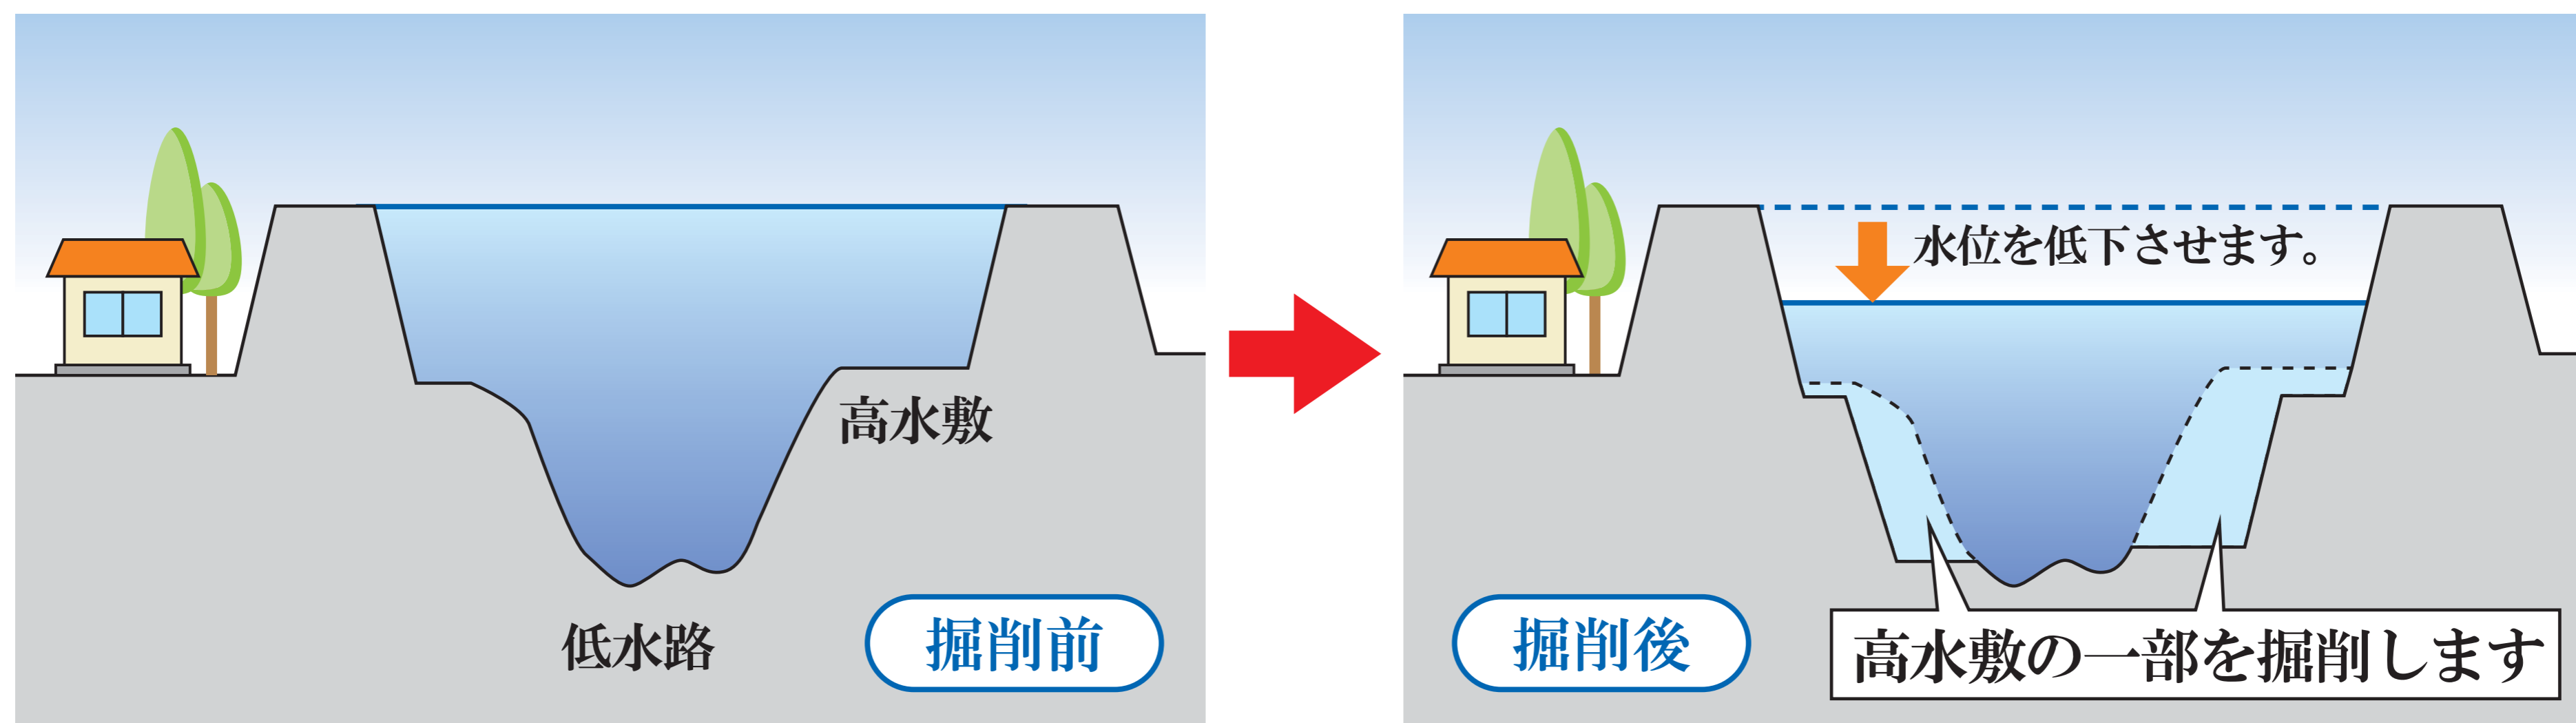 高水敷
低水路
掘削前
水位を低下させます。
掘削後
高水敷の一部を掘削します